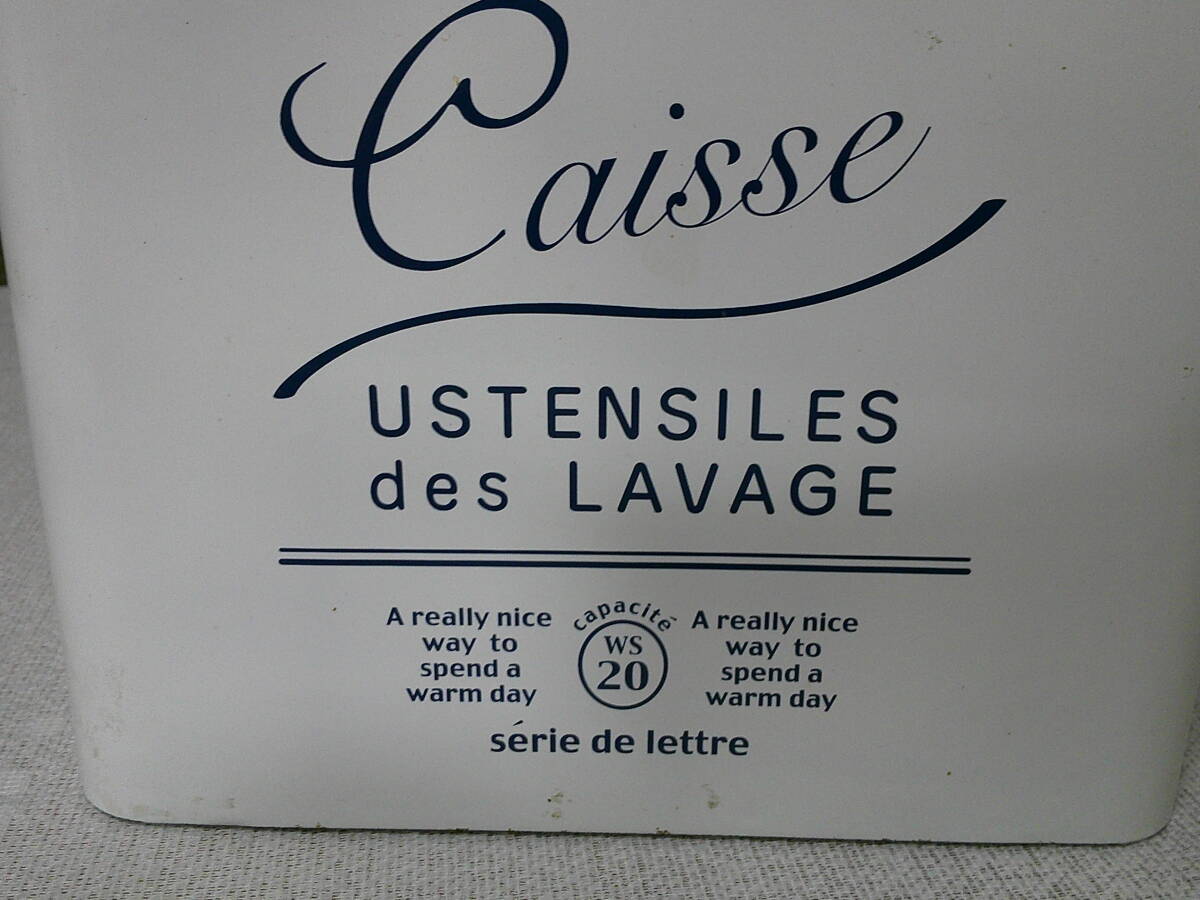 Caisse
USTENSILES
des LAVAGE
A really nice
way to
spend a
warm day
capacité
WS
20
A really nice
way to
spend a
warm day
série de lettre